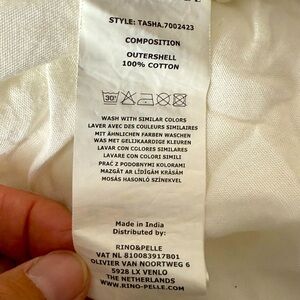 STYLE: TASHA.7002423
COMPOSITION
OUTERSHELL
100% COTTON
30°
WASH WITH SIMILAR COLORS
LAVER AVEC DES COULEURS SIMILAIRES
MIT ÄHNLICHEN FARBEN WASCHEN
WAS MET GELIJKAARDIGE KLEUREN
LAVAR CON COLORES SIMILARES
LAVARE CON COLORI SIMILI
PRAĆ Z PODOBNYMI KOLORAMI
MAZGĀT AR LĪDĪGĀM KRĀSĀM
MOSÁS HASONLÓ SZÍNEKVEL
Made in India
Distributed by:
RINO&PELLE
VAT NL 810083917B01
OLIVIER VAN NOORTWEG 6
5928 LX VENLO
THE NETHERLANDS
WWW.RINO-PELLE.COM